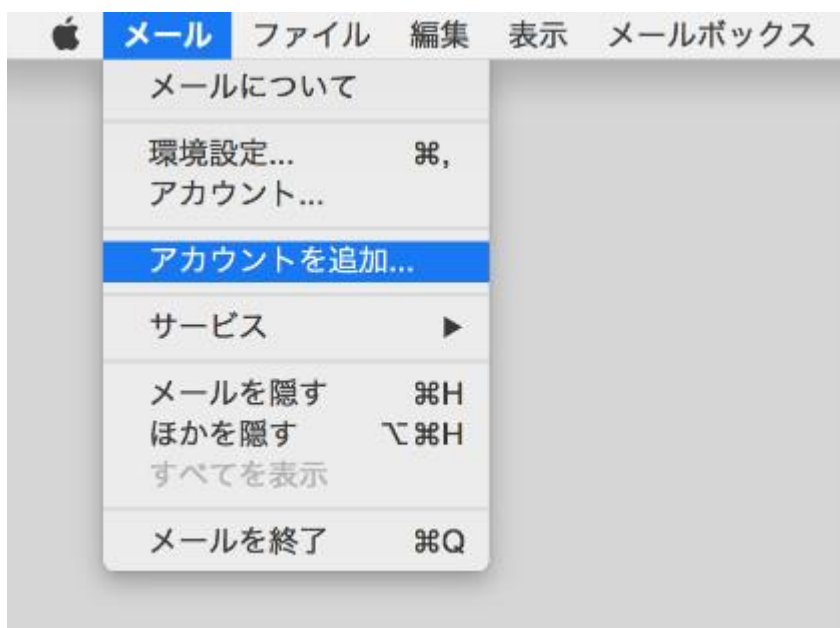 メール ファイル 編集 表示 メールボックス
メールについて
環境設定... ⌘,
アカウント...
アカウントを追加...
サービス ▶
メールを隠す ⌘H
ほかを隠す ⌥⌘H
すべてを表示
メールを終了 ⌘Q